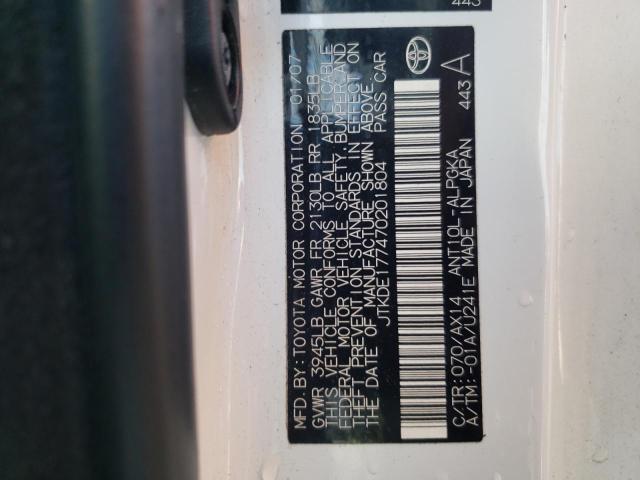 443
MFD. BY: TOYOTA MOTOR CORPORATION 01/07
GVWR 3945LB GAWR FR 2130LB RR 1835LB
THIS VEHICLE CONFORMS TO ALL APPLICABLE
FEDERAL MOTOR VEHICLE SAFETY, BUMPER, AND
THEFT PREVENTION STANDARDS IN EFFECT ON
THE DATE OF MANUFACTURE SHOWN ABOVE.
JTKDE177470201804 PASS CAR
C/TR: 070/AX14 ANT10L-TALPGKA
A/TM: -01A/U241E MADE IN JAPAN 443 A